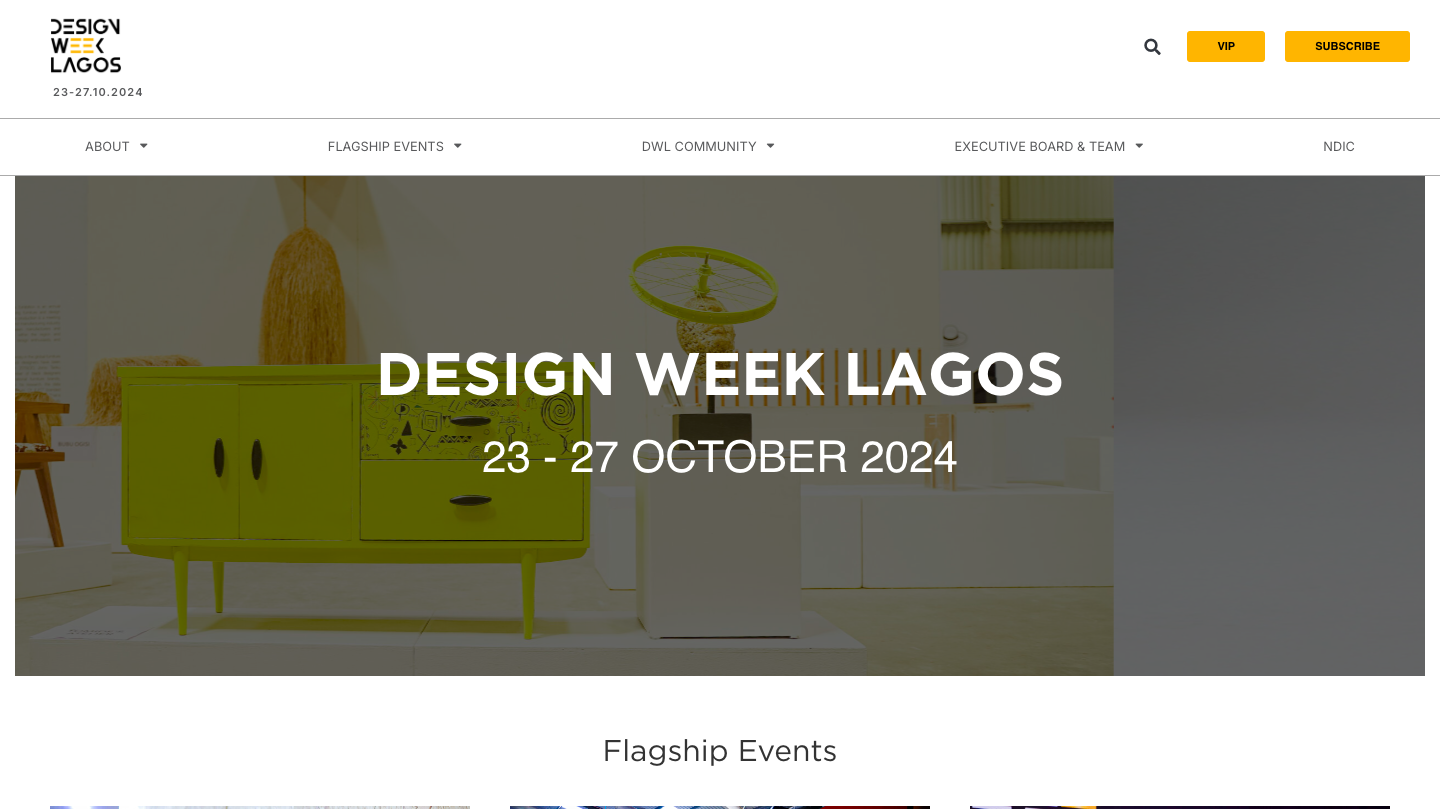 DESIGN
WEEK
LAGOS
23-27.10.2024
VIP
SUBSCRIBE
ABOUT
FLAGSHIP EVENTS
DWL COMMUNITY
EXECUTIVE BOARD & TEAM
NDIC
DESIGN WEEK LAGOS
23 - 27 OCTOBER 2024
Flagship Events